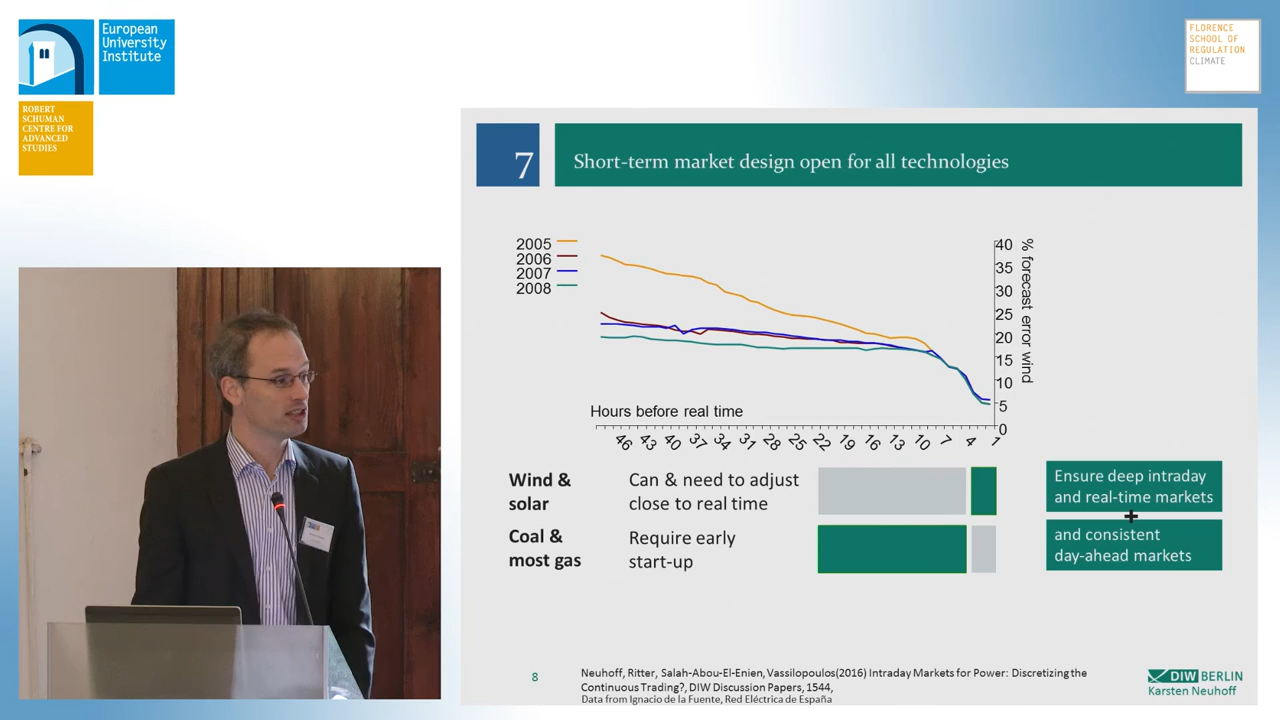 European
University
Institute
ROBERT
SCHUMAN
CENTRE FOR
ADVANCED
STUDIES
FLORENCE
SCHOOL OF
REGULATION
CLIMATE
7
Short-term market design open for all technologies
2005
2006
2007
2008
40
35
30
25
20
15
10
5
0
% forecast error wind
Hours before real time
46 43 40 37 34 31 28 25 22 19 16 13 10 7 4 1
Wind &
solar
Can & need to adjust
close to real time
Coal &
most gas
Require early
start-up
Ensure deep intraday
and real-time markets
+
and consistent
day-ahead markets
8
Neuhoff, Ritter, Salah-Abou-El-Enien, Vassilopoulos(2016) Intraday Markets for Power: Discretizing the
Continuous Trading?, DIW Discussion Papers, 1544,
Data from Ignacio de la Fuente, Red Eléctrica de España
DIW BERLIN
Karsten Neuhoff